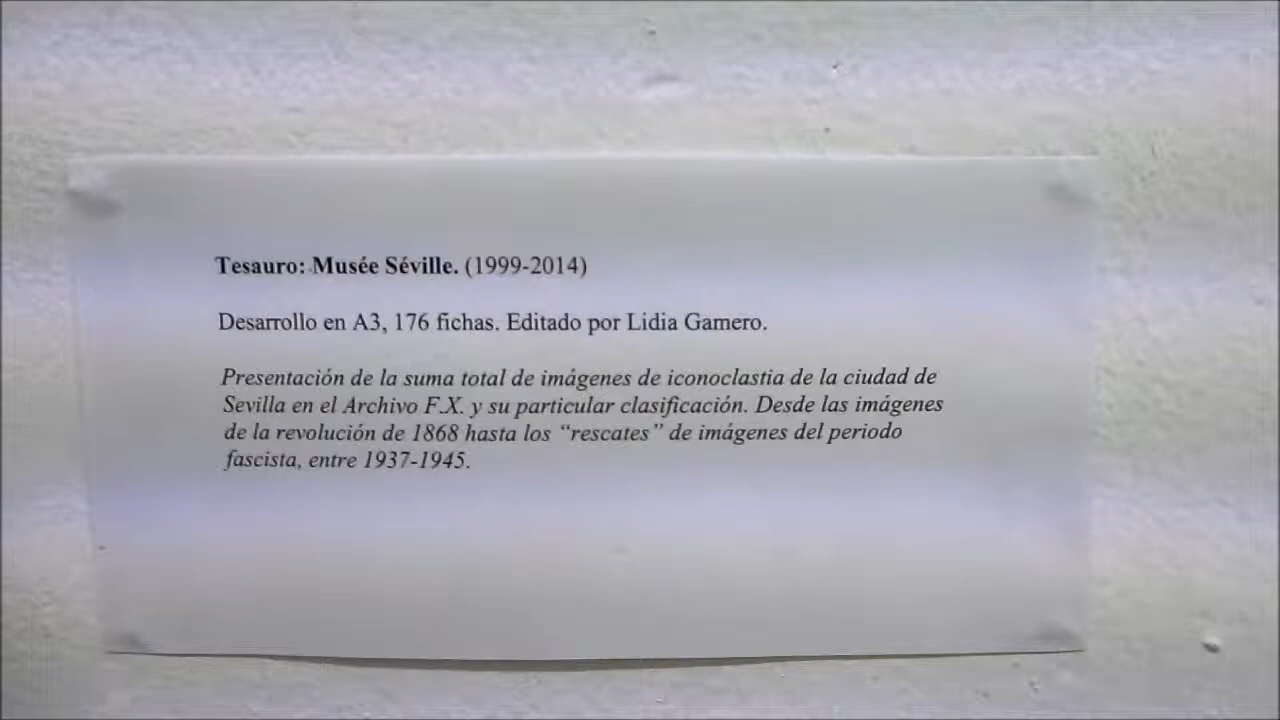 Tesauro: Musée Séville. (1999-2014)
Desarrollo en A3, 176 fichas. Editado por Lidia Gamero.
Presentación de la suma total de imágenes de iconoclastia de la ciudad de
Sevilla en el Archivo F.X. y su particular clasificación. Desde las imágenes
de la revolución de 1868 hasta los “rescates” de imágenes del periodo
fascista, entre 1937-1945.